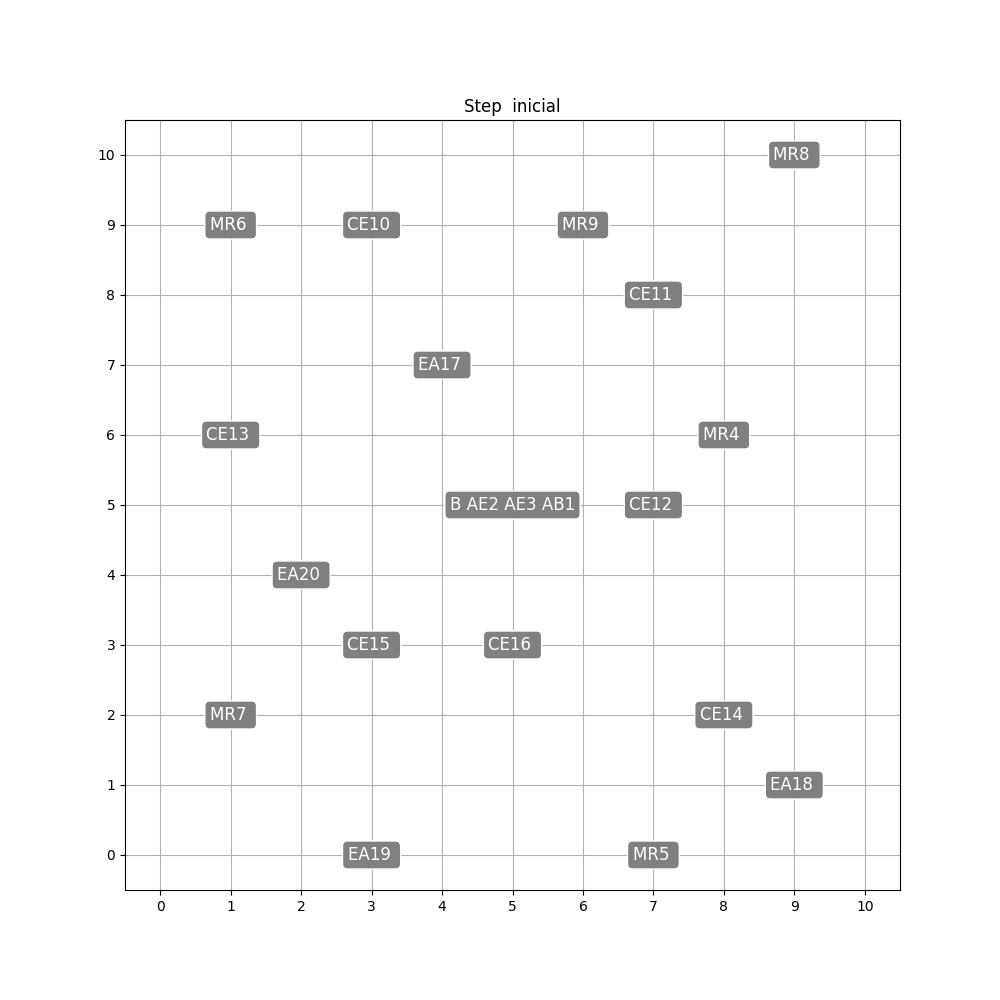 Step inicial
10 MR8
9 MR6 CE10 MR9
8 CE11
7 EA17
6 CE13 MR4
5 B AE2 AE3 AB1 CE12
4 EA20
3 CE15 CE16
2 MR7 CE14
1 EA18
0 EA19 MR5
0 1 2 3 4 5 6 7 8 9 10